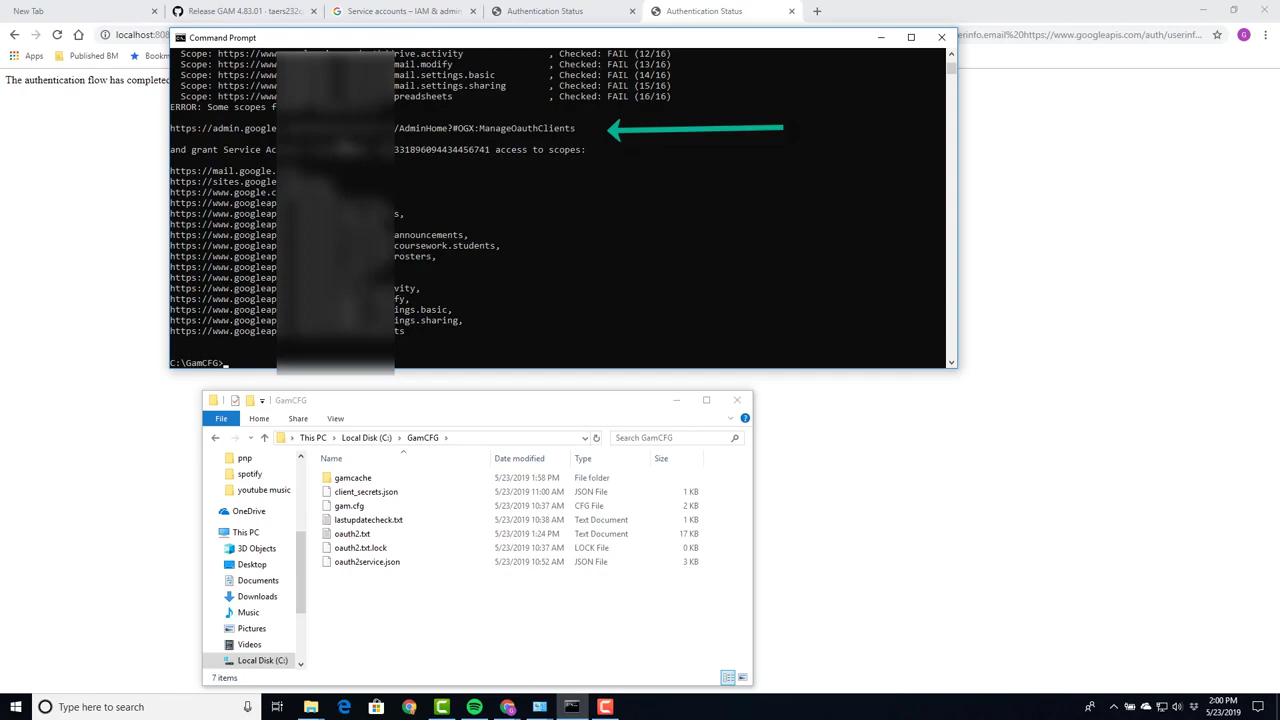 New Tab
Release GAM 4.83.01 · taers232c
Service accounts – IAM & admin
Authentication Status
Authentication Status
localhost:808
erinfo.email%20https://www.googleapis.com/auth/userinf...
Apps
Published BM
Bookmark
The authentication flow has completed
Command Prompt
Scope: https://www. rive.activity , Checked: FAIL (12/16)
Scope: https://www. mail.modify , Checked: FAIL (13/16)
Scope: https://www. mail.settings.basic , Checked: FAIL (14/16)
Scope: https://www. mail.settings.sharing , Checked: FAIL (15/16)
Scope: https://www. preadsheets , Checked: FAIL (16/16)
ERROR: Some scopes f
https://admin.google. /AdminHome?#OGX:ManageOauthClients
and grant Service Ac 331896094434456741 access to scopes:
https://mail.google.
https://sites.google.
https://www.google.c
https://www.googleap
https://www.googleap s,
https://www.googleap
https://www.googleap announcements,
https://www.googleap coursework.students,
https://www.googleap rosters,
https://www.googleap
https://www.googleap
https://www.googleap vity,
https://www.googleap fy,
https://www.googleap ngs.basic,
https://www.googleap ngs.sharing,
https://www.googleap ts
C:\GamCFG>
GamCFG
File Home Share View
This PC Local Disk (C:) GamCFG
Search GamCFG
Name Date modified Type Size
pnp
spotify
youtube music
OneDrive
This PC
3D Objects
Desktop
Documents
Downloads
Music
Pictures
Videos
Local Disk (C:)
gamcache 5/23/2019 1:58 PM File folder
client_secrets.json 5/23/2019 11:00 AM JSON File 1 KB
gam.cfg 5/23/2019 10:37 AM CFG File 2 KB
lastupdatecheck.txt 5/23/2019 10:38 AM Text Document 1 KB
oauth2.txt 5/23/2019 1:24 PM Text Document 17 KB
oauth2.txt.lock 5/23/2019 10:37 AM LOCK File 0 KB
oauth2service.json 5/23/2019 10:52 AM JSON File 3 KB
7 items
Type here to search
2:00 PM
5/23/2019